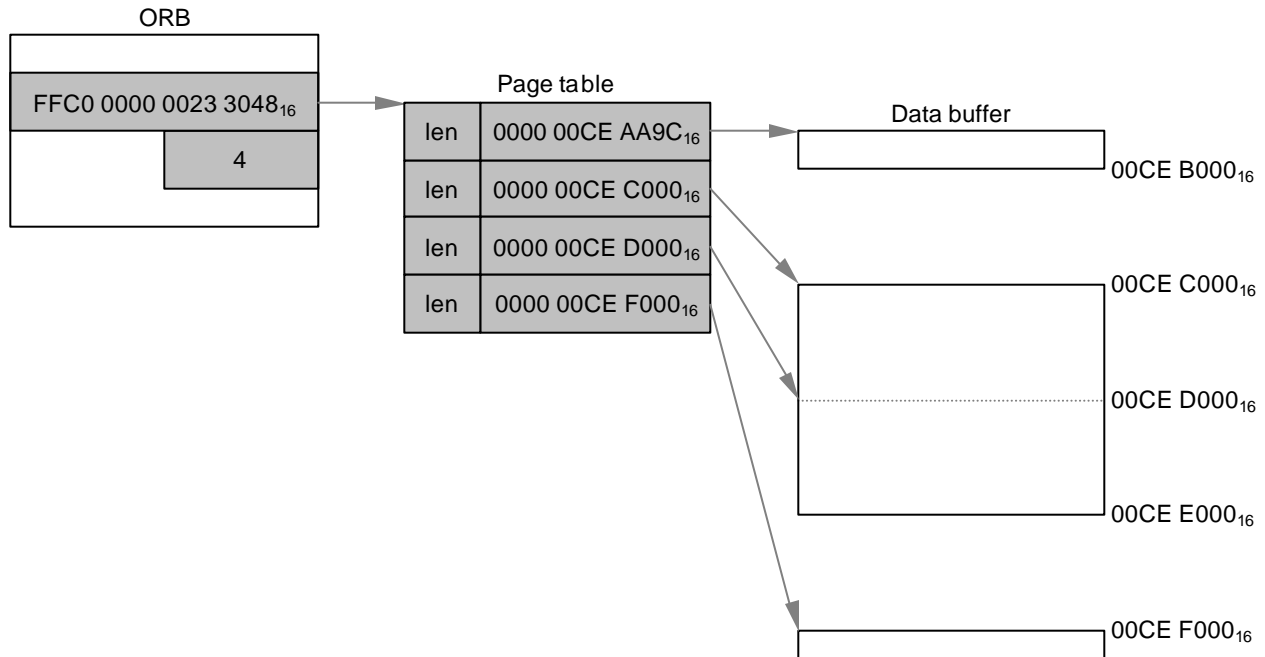 ORB
FFC0 0000 0023 3048₁₆
4
Page table
len 0000 00CE AA9C₁₆
len 0000 00CE C000₁₆
len 0000 00CE D000₁₆
len 0000 00CE F000₁₆
Data buffer
00CE B000₁₆
00CE C000₁₆
00CE D000₁₆
00CE E000₁₆
00CE F000₁₆